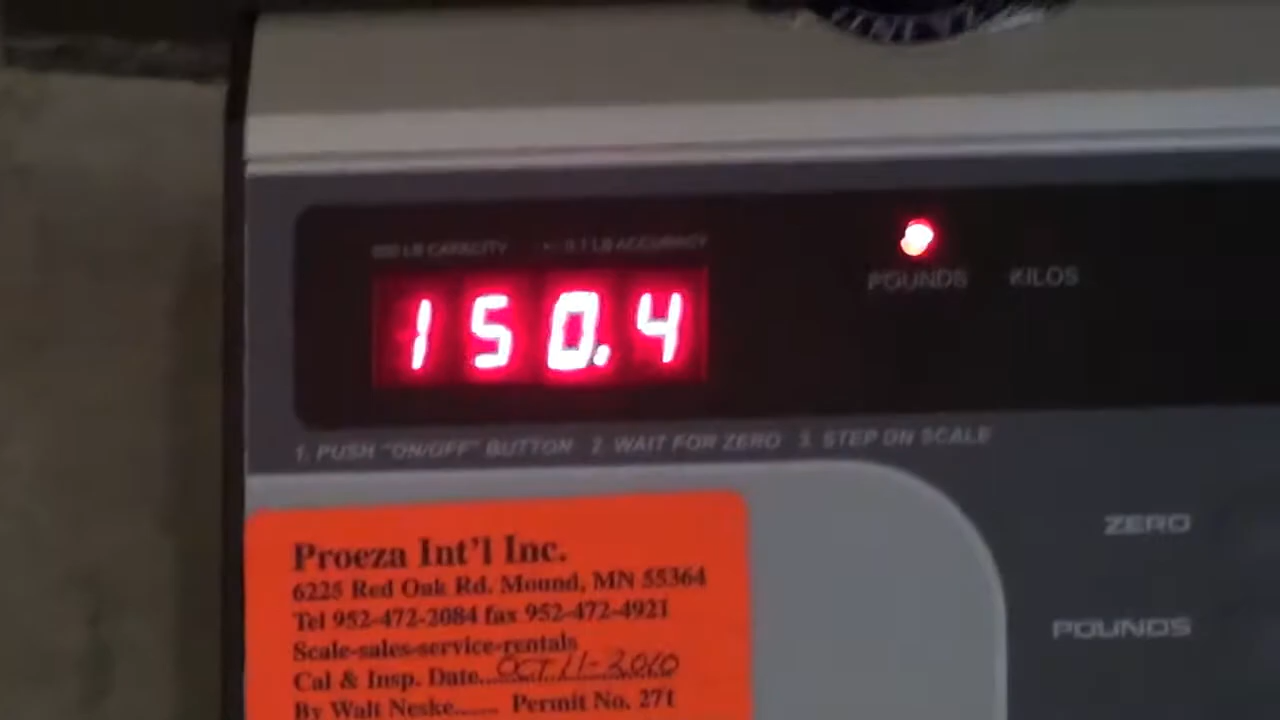 LB CAPACITY +- 0.1 LB ACCURACY
150.4
POUNDS KILOS
1. PUSH "ON/OFF" BUTTON 2. WAIT FOR ZERO 3. STEP ON SCALE
ZERO
POUNDS
Proeza Int'l Inc.
6225 Red Oak Rd. Mound, MN 55364
Tel 952-472-2084 fax 952-472-4921
Scale-sales-service-rentals
Cal & Insp. Date...OCT 11-2010
By Walt Neske...... Permit No. 271